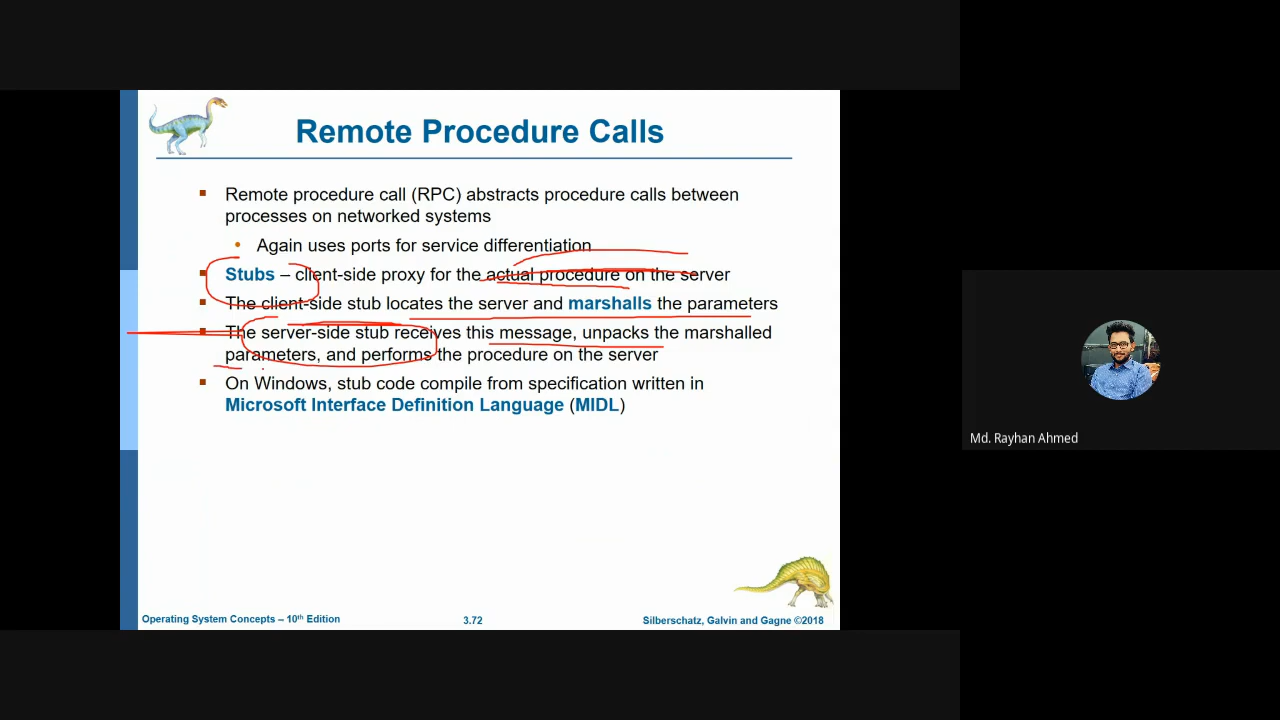 Remote Procedure Calls
Remote procedure call (RPC) abstracts procedure calls between
processes on networked systems
Again uses ports for service differentiation
Stubs – client-side proxy for the actual procedure on the server
The client-side stub locates the server and marshalls the parameters
The server-side stub receives this message, unpacks the marshalled
parameters, and performs the procedure on the server
On Windows, stub code compile from specification written in
Microsoft Interface Definition Language (MIDL)
Md. Rayhan Ahmed
Operating System Concepts – 10th Edition
3.72
Silberschatz, Galvin and Gagne ©2018